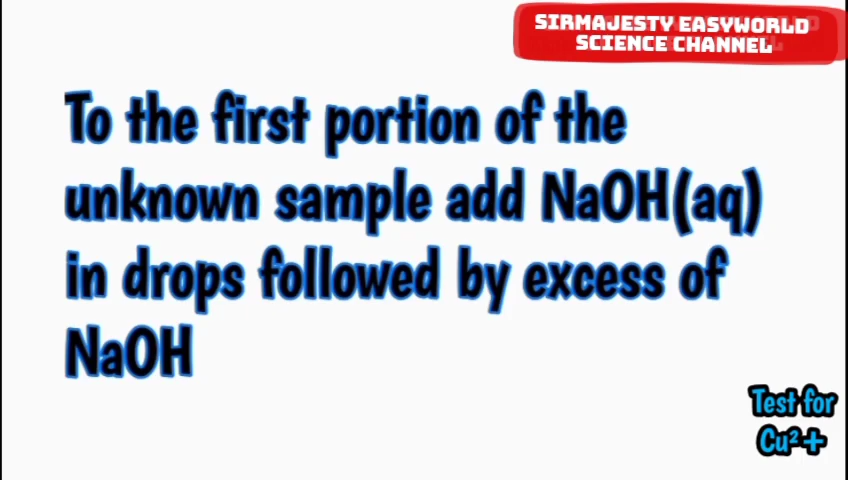 SIRMAJESTY EASYWORLD
SCIENCE CHANNEL
To the first portion of the
unknown sample add NaOH(aq)
in drops followed by excess of
NaOH
Test for
Cu²+